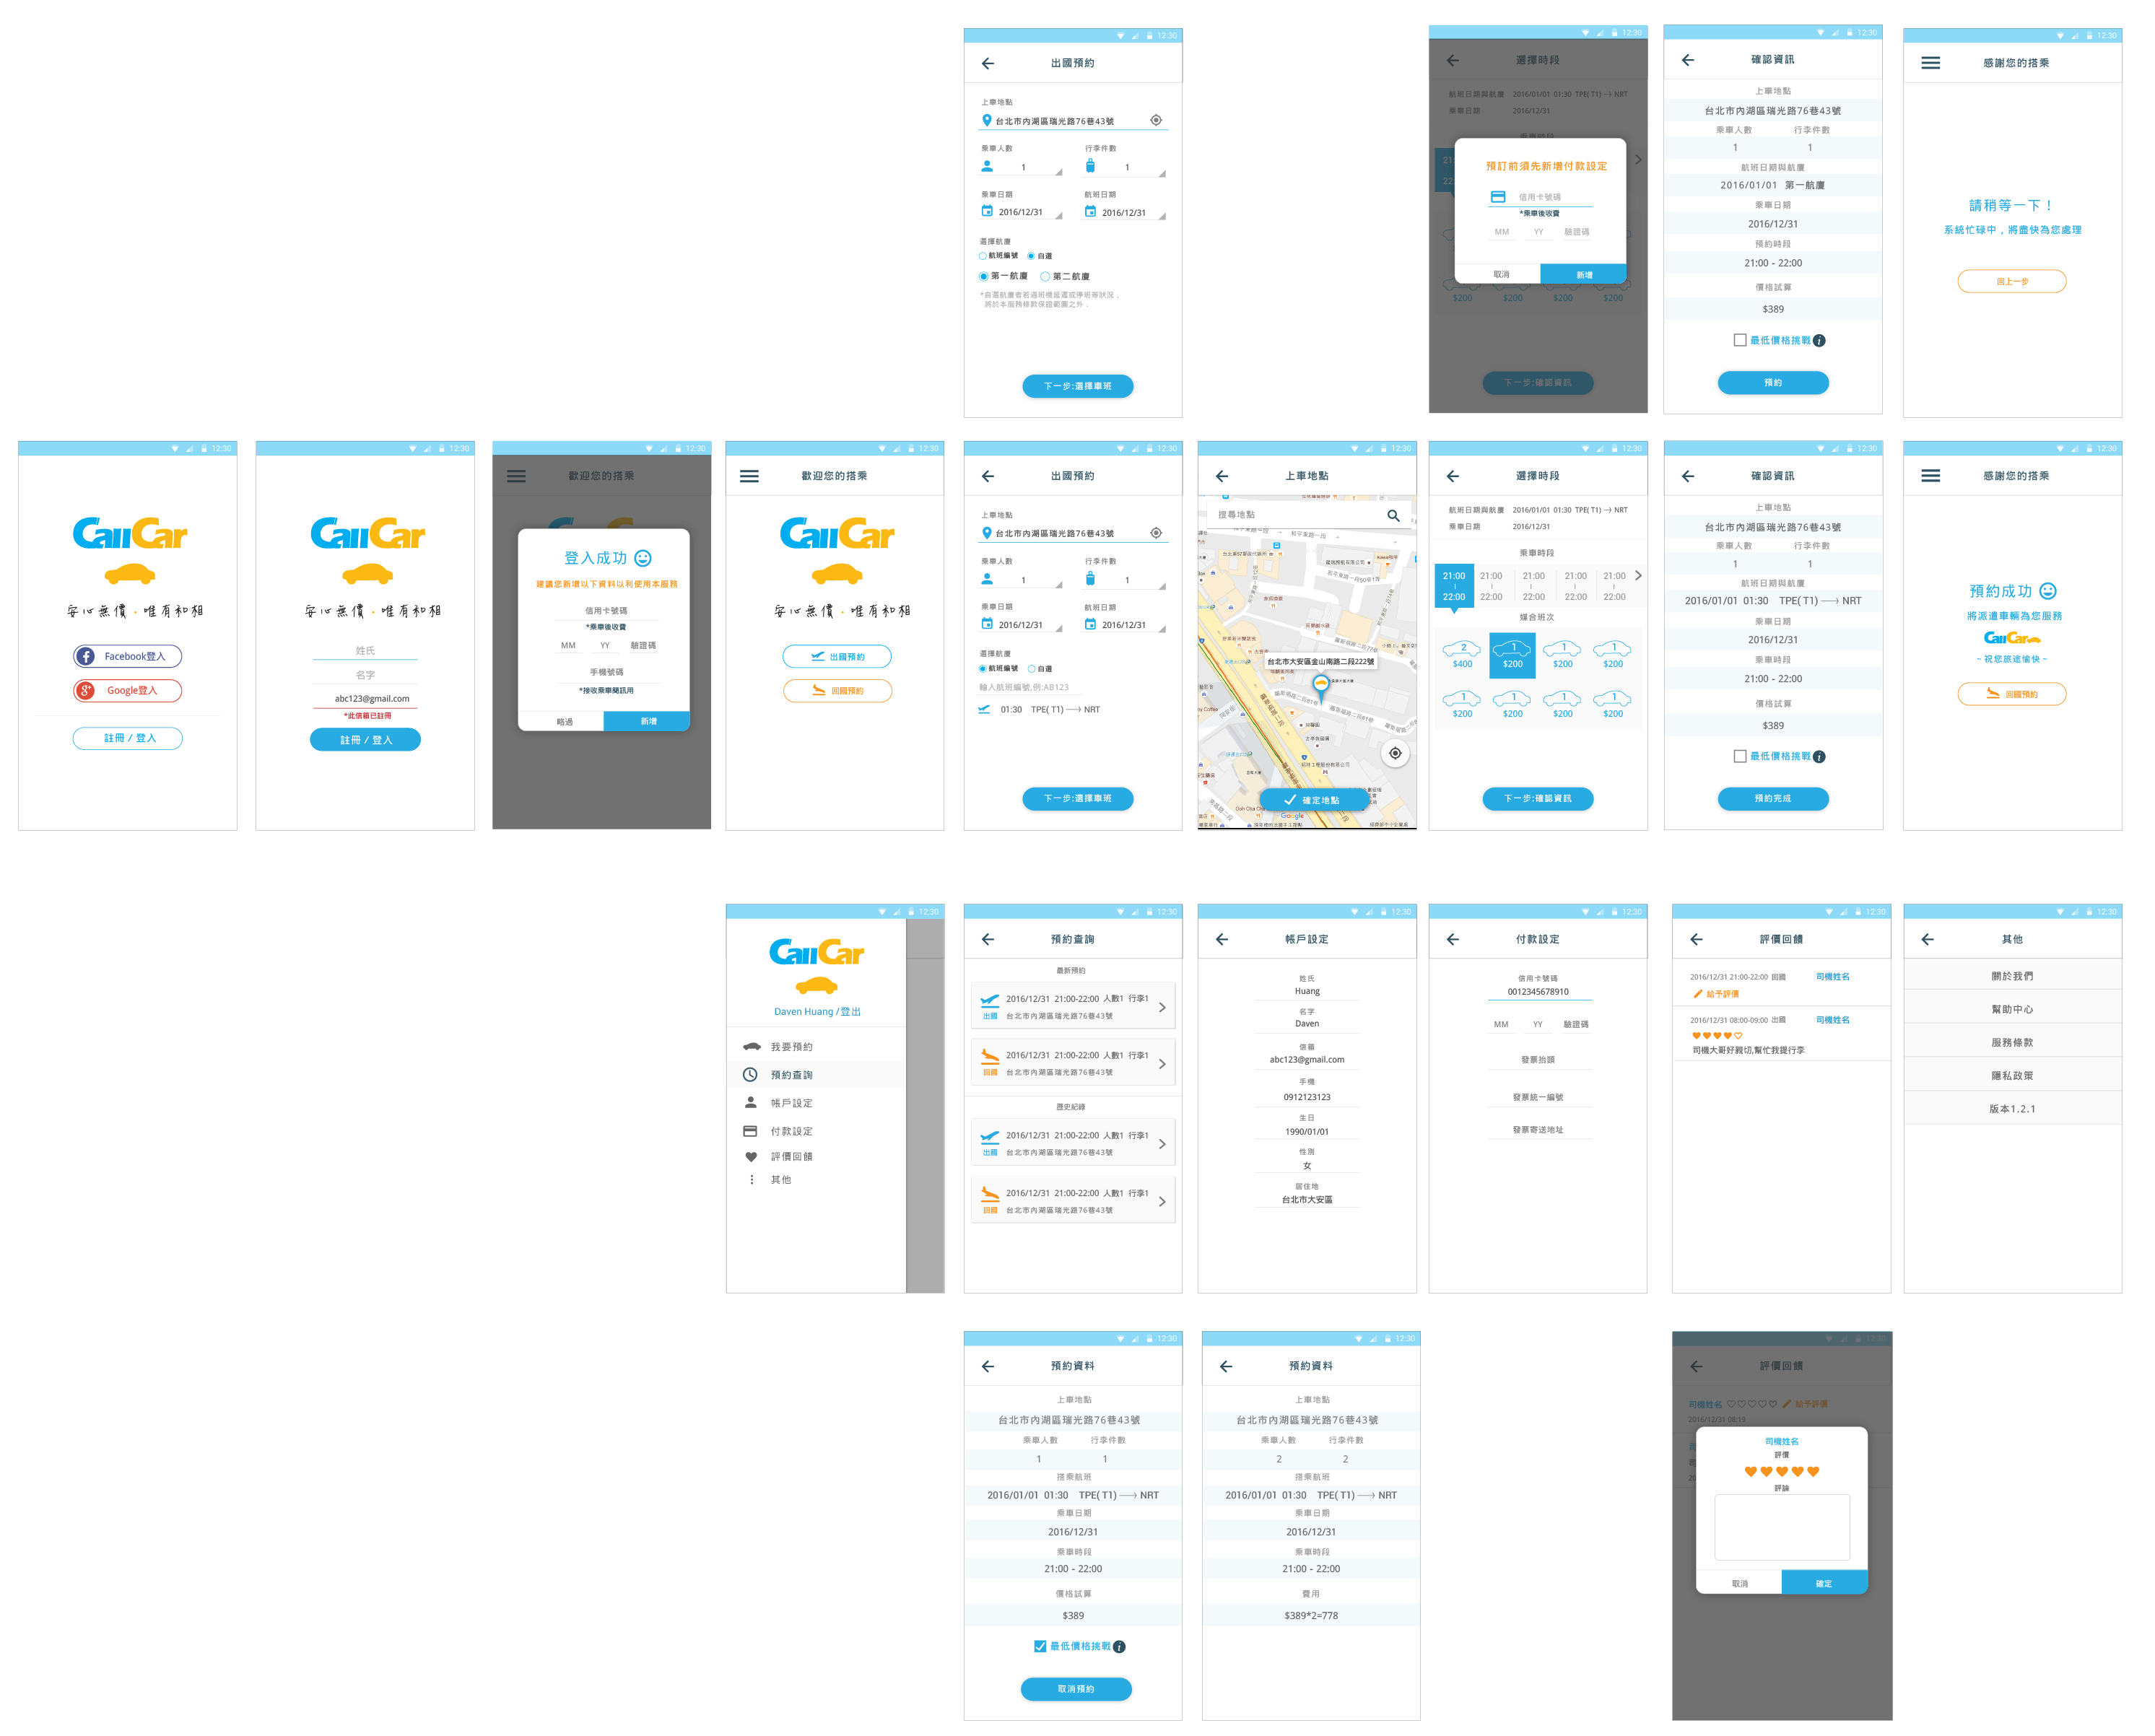 12:30
出國預約
上車地點
台北市內湖區瑞光路76巷43號
乘車人數 行李件數
1 1
乘車日期 航班日期
2016/12/31 2016/12/31
選擇航廈
航班編號 自選
第一航廈 第二航廈
下一步:選擇車班
12:30
選擇時段
航班日期與航廈 2016/01/01 01:30 TPE(T1) → NRT
乘車日期 2016/12/31
預訂前須先新增付款設定
信用卡號碼
*乘車後收費
MM YY 驗證碼
取消 新增
$200 $200 $200 $200
下一步:確認資訊
12:30
確認資訊
上車地點
台北市內湖區瑞光路76巷43號
乘車人數 行李件數
1 1
航班日期與航廈
2016/01/01 第一航廈
乘車日期
2016/12/31
預約時段
21:00 - 22:00
價格試算
$389
最低價格挑戰
預約
12:30
感謝您的搭乘
請稍等一下！
系統忙碌中，將盡快為您處理
回上一步
12:30
CallCar
安心無價·唯有和相
Facebook登入
Google登入
註冊 / 登入
12:30
CallCar
安心無價·唯有和相
姓氏
名字
abc123@gmail.com
*此信箱已註冊
註冊 / 登入
12:30
歡迎您的搭乘
登入成功
建議您新增以下資料以利使用本服務
信用卡號碼
*乘車後收費
MM YY 驗證碼
手機號碼
*接收乘車簡訊用
略過 新增
12:30
歡迎您的搭乘
CallCar
安心無價·唯有和相
出國預約
回國預約
12:30
出國預約
上車地點
台北市內湖區瑞光路76巷43號
乘車人數 行李件數
1 1
乘車日期 航班日期
2016/12/31 2016/12/31
選擇航廈
航班編號 自選
輸入航班編號,例:AB123
01:30 TPE(T1) → NRT
下一步:選擇車班
12:30
上車地點
搜尋地點
台北市大安區金山南路二段222號
確定地點
Google
12:30
選擇時段
航班日期與航廈 2016/01/01 01:30 TPE(T1) → NRT
乘車日期 2016/12/31
乘車時段
21:00 21:00 21:00 21:00 21:00
22:00 22:00 22:00 22:00 22:00
媒合班次
2 1 1 1
$400 $200 $200 $200
1 1 1 1
$200 $200 $200 $200
下一步:確認資訊
12:30
確認資訊
上車地點
台北市內湖區瑞光路76巷43號
乘車人數 行李件數
1 1
航班日期與航廈
2016/01/01 01:30 TPE(T1) → NRT
乘車日期
2016/12/31
乘車時段
21:00 - 22:00
價格試算
$389
最低價格挑戰
預約完成
12:30
感謝您的搭乘
預約成功
將派遣車輛為您服務
CallCar
~祝您旅途愉快~
回國預約
12:30
CallCar
Daven Huang /登出
我要預約
預約查詢
帳戶設定
付款設定
評價回饋
其他
12:30
預約查詢
最新預約
2016/12/31 21:00-22:00 人數1 行李1
出國 台北市內湖區瑞光路76巷43號
2016/12/31 21:00-22:00 人數1 行李1
回國 台北市內湖區瑞光路76巷43號
歷史紀錄
2016/12/31 21:00-22:00 人數1 行李1
出國 台北市內湖區瑞光路76巷43號
2016/12/31 21:00-22:00 人數1 行李1
回國 台北市內湖區瑞光路76巷43號
12:30
帳戶設定
姓氏
Huang
名字
Daven
信箱
abc123@gmail.com
手機
0912123123
生日
1990/01/01
性別
女
居住地
台北市大安區
12:30
付款設定
信用卡號碼
0012345678910
MM YY 驗證碼
發票抬頭
發票統一編號
發票寄送地址
12:30
評價回饋
2016/12/31 21:00-22:00 回國 司機姓名
給予評價
2016/12/31 08:00-09:00 出國 司機姓名
司機大哥好親切,幫忙我提行李
12:30
其他
關於我們
幫助中心
服務條款
隱私政策
版本1.2.1
12:30
預約資料
上車地點
台北市內湖區瑞光路76巷43號
乘車人數 行李件數
1 1
搭乘航班
2016/01/01 01:30 TPE(T1) → NRT
乘車日期
2016/12/31
乘車時段
21:00 - 22:00
價格試算
$389
最低價格挑戰
取消預約
12:30
預約資料
上車地點
台北市內湖區瑞光路76巷43號
乘車人數 行李件數
2 2
搭乘航班
2016/01/01 01:30 TPE(T1) → NRT
乘車日期
2016/12/31
乘車時段
21:00 - 22:00
費用
$389*2=778
12:30
評價回饋
司機姓名 給予評價
2016/12/31 08:19
司機姓名
評價
評論
取消 確定